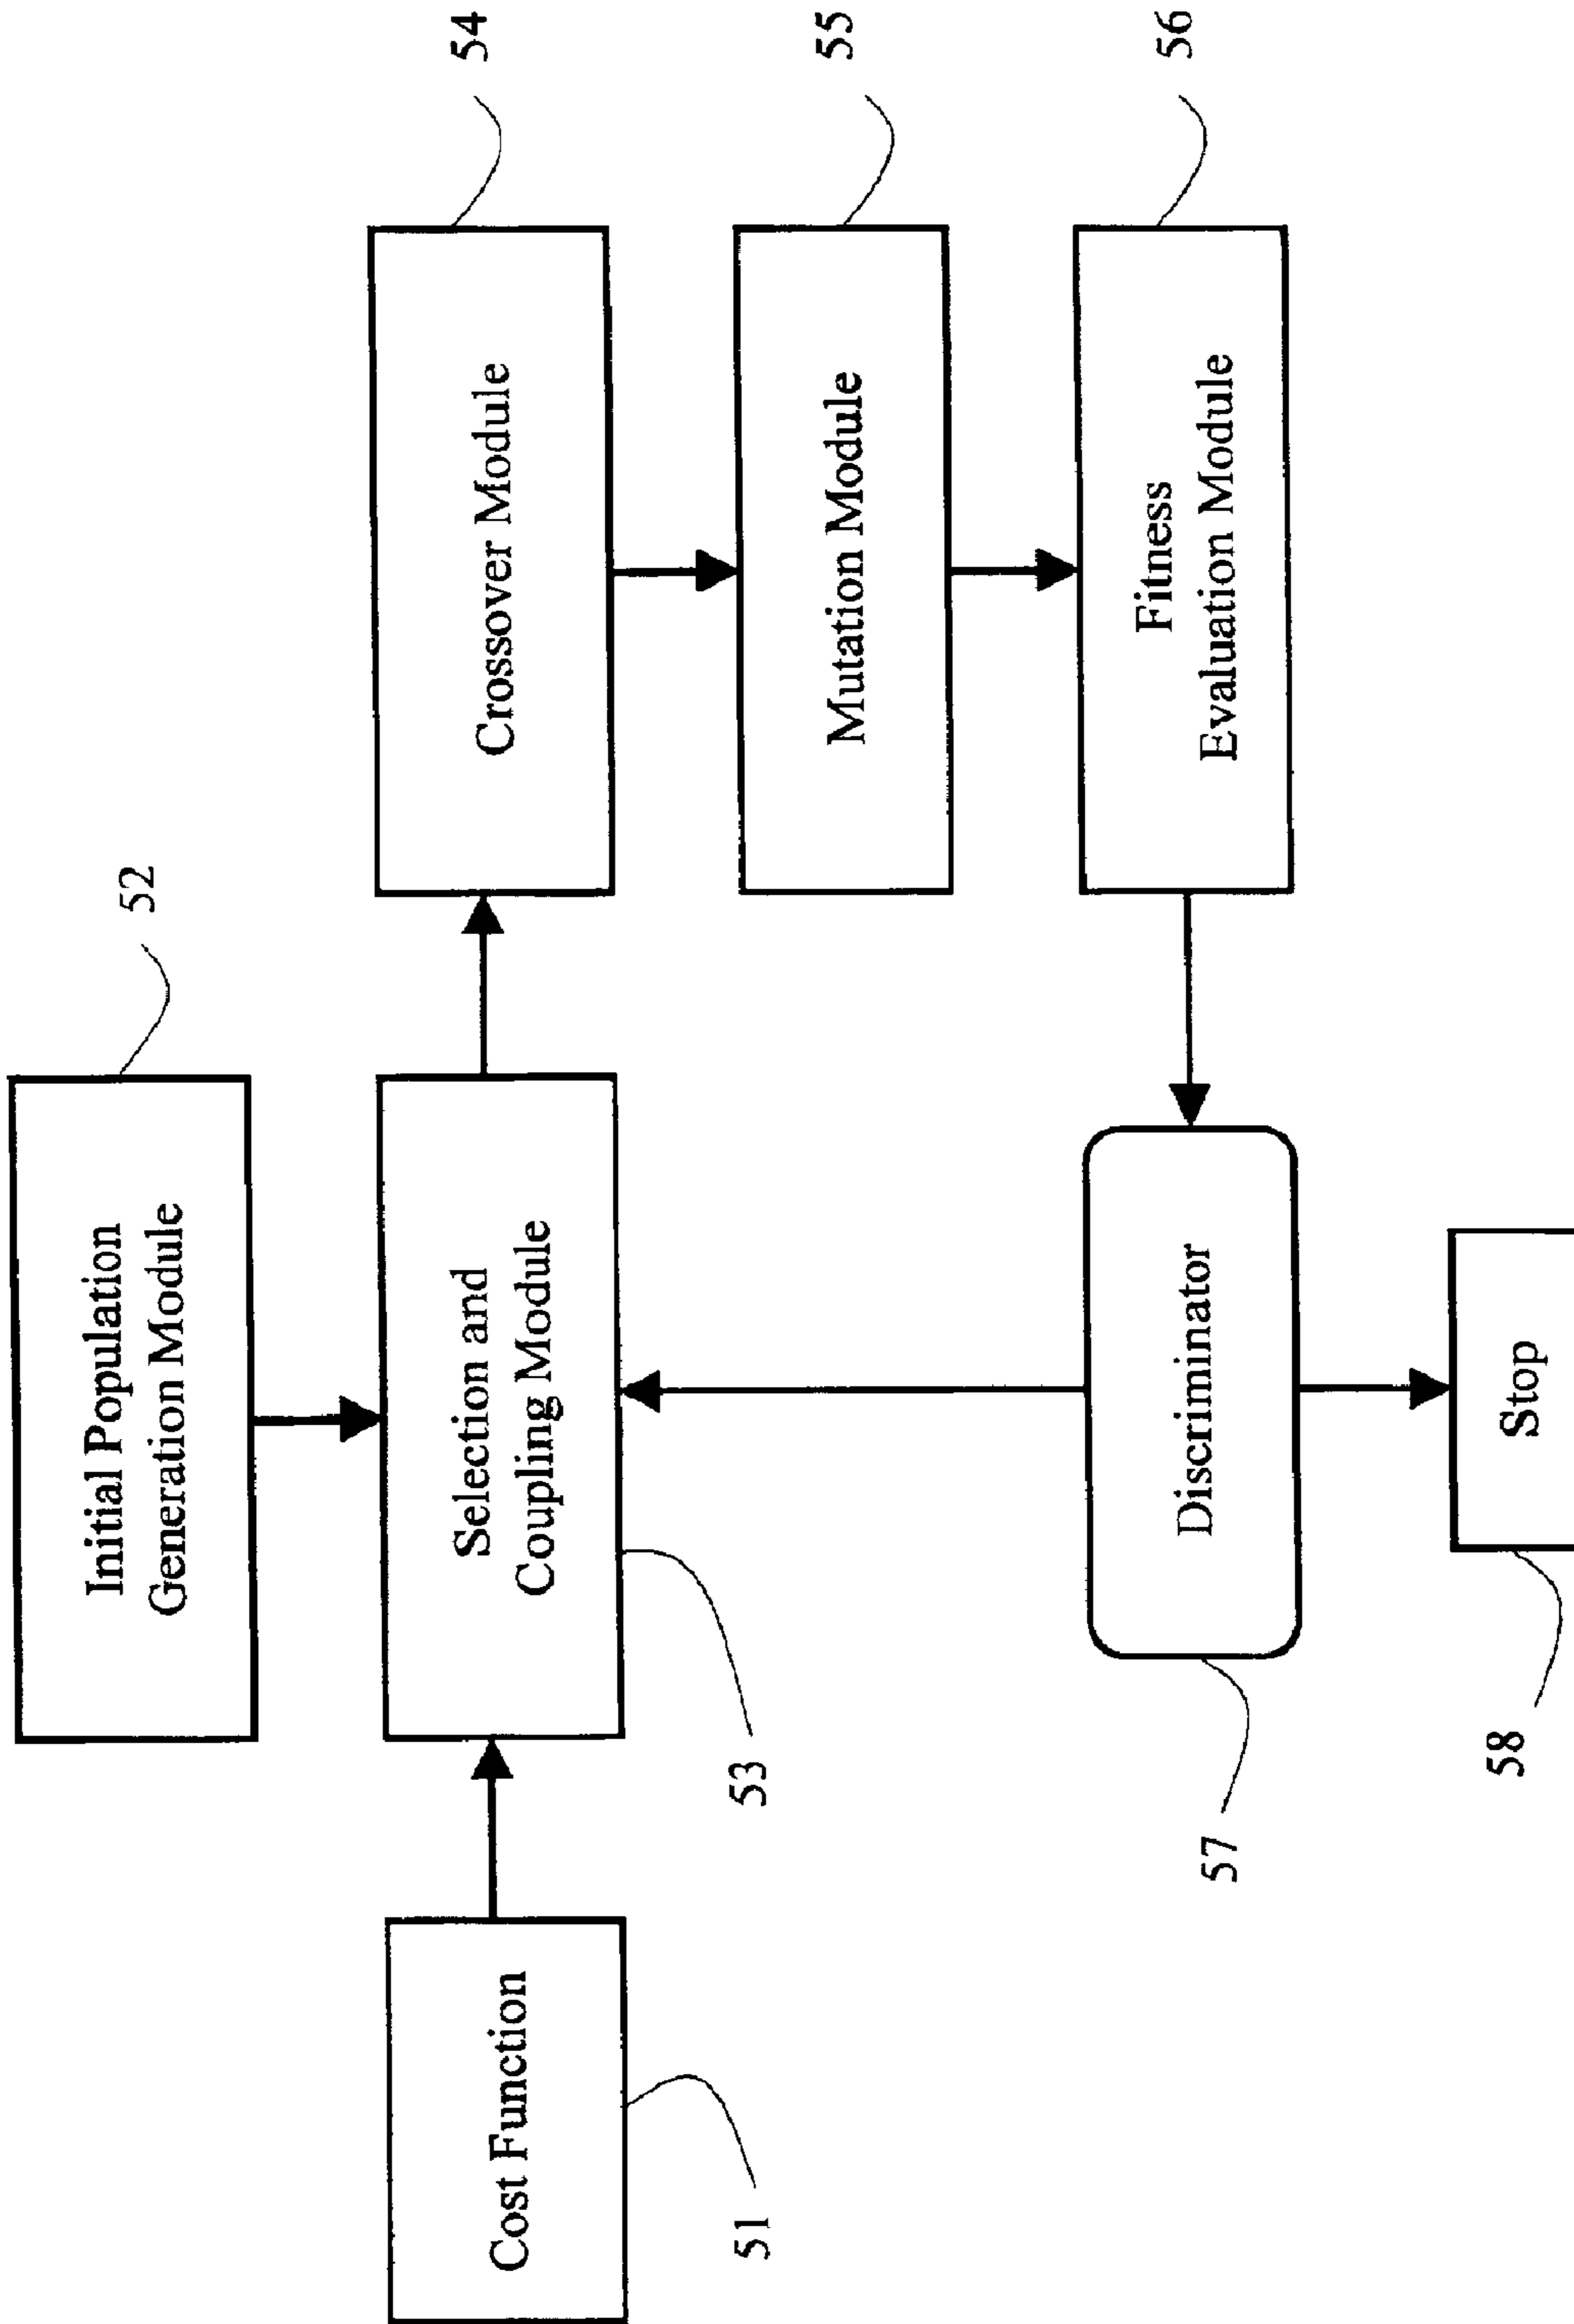 Initial Population
Generation Module
52
Cost Function
51
Selection and
Coupling Module
53
Crossover Module
54
Mutation Module
55
Fitness
Evaluation Module
56
Discriminator
57
Stop
58